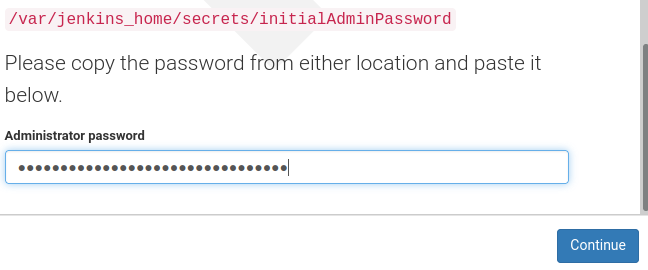 /var/jenkins_home/secrets/initialAdminPassword
Please copy the password from either location and paste it
below.
Administrator password
••••••••••••••••••••••••••••••••
Continue